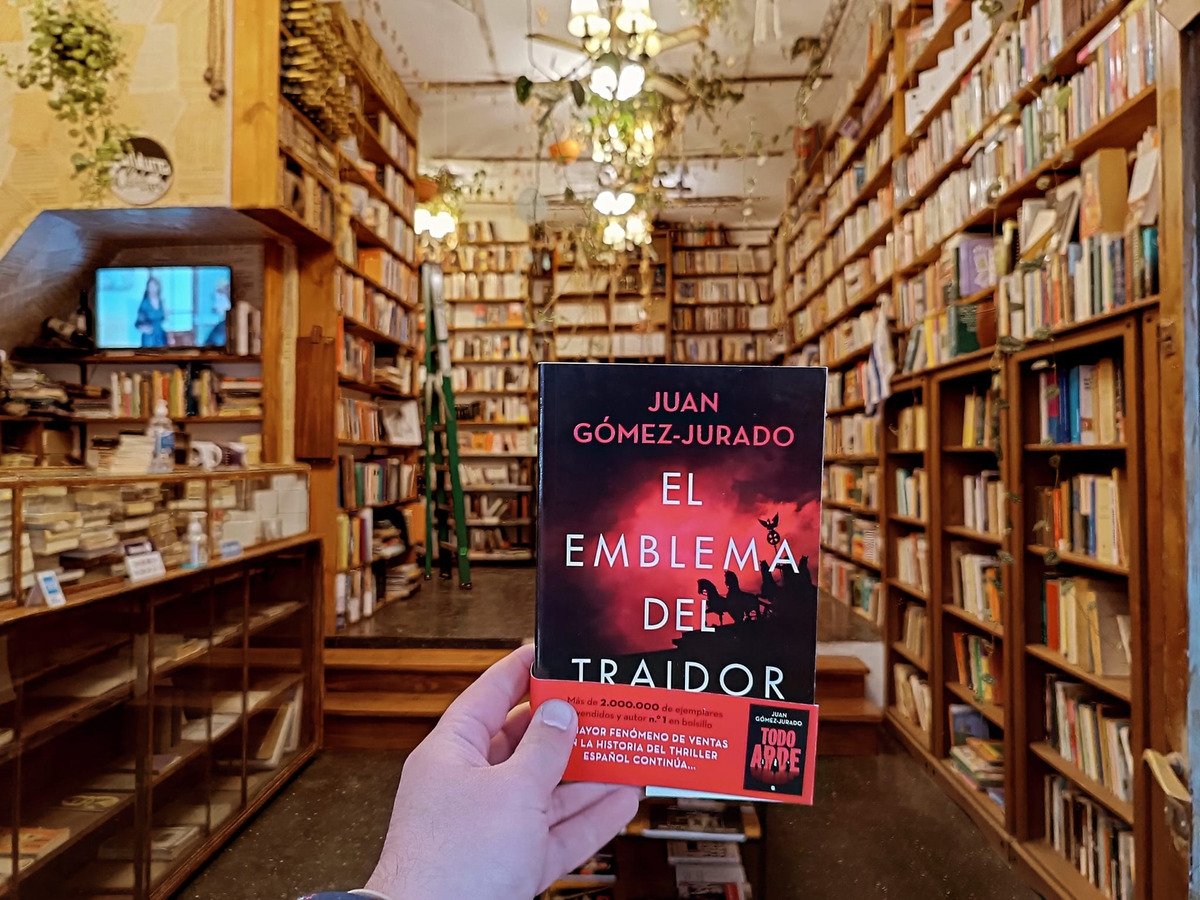 JUAN
GÓMEZ-JURADO
EL
EMBLEMA
DEL
TRAIDOR
Más de 2.000.000 de ejemplares
vendidos y autor n.º 1 en bolsillo
MAYOR FENÓMENO DE VENTAS
EN LA HISTORIA DEL THRILLER
ESPAÑOL CONTINÚA...
JUAN
GÓMEZ-JURADO
TODO
ARDE